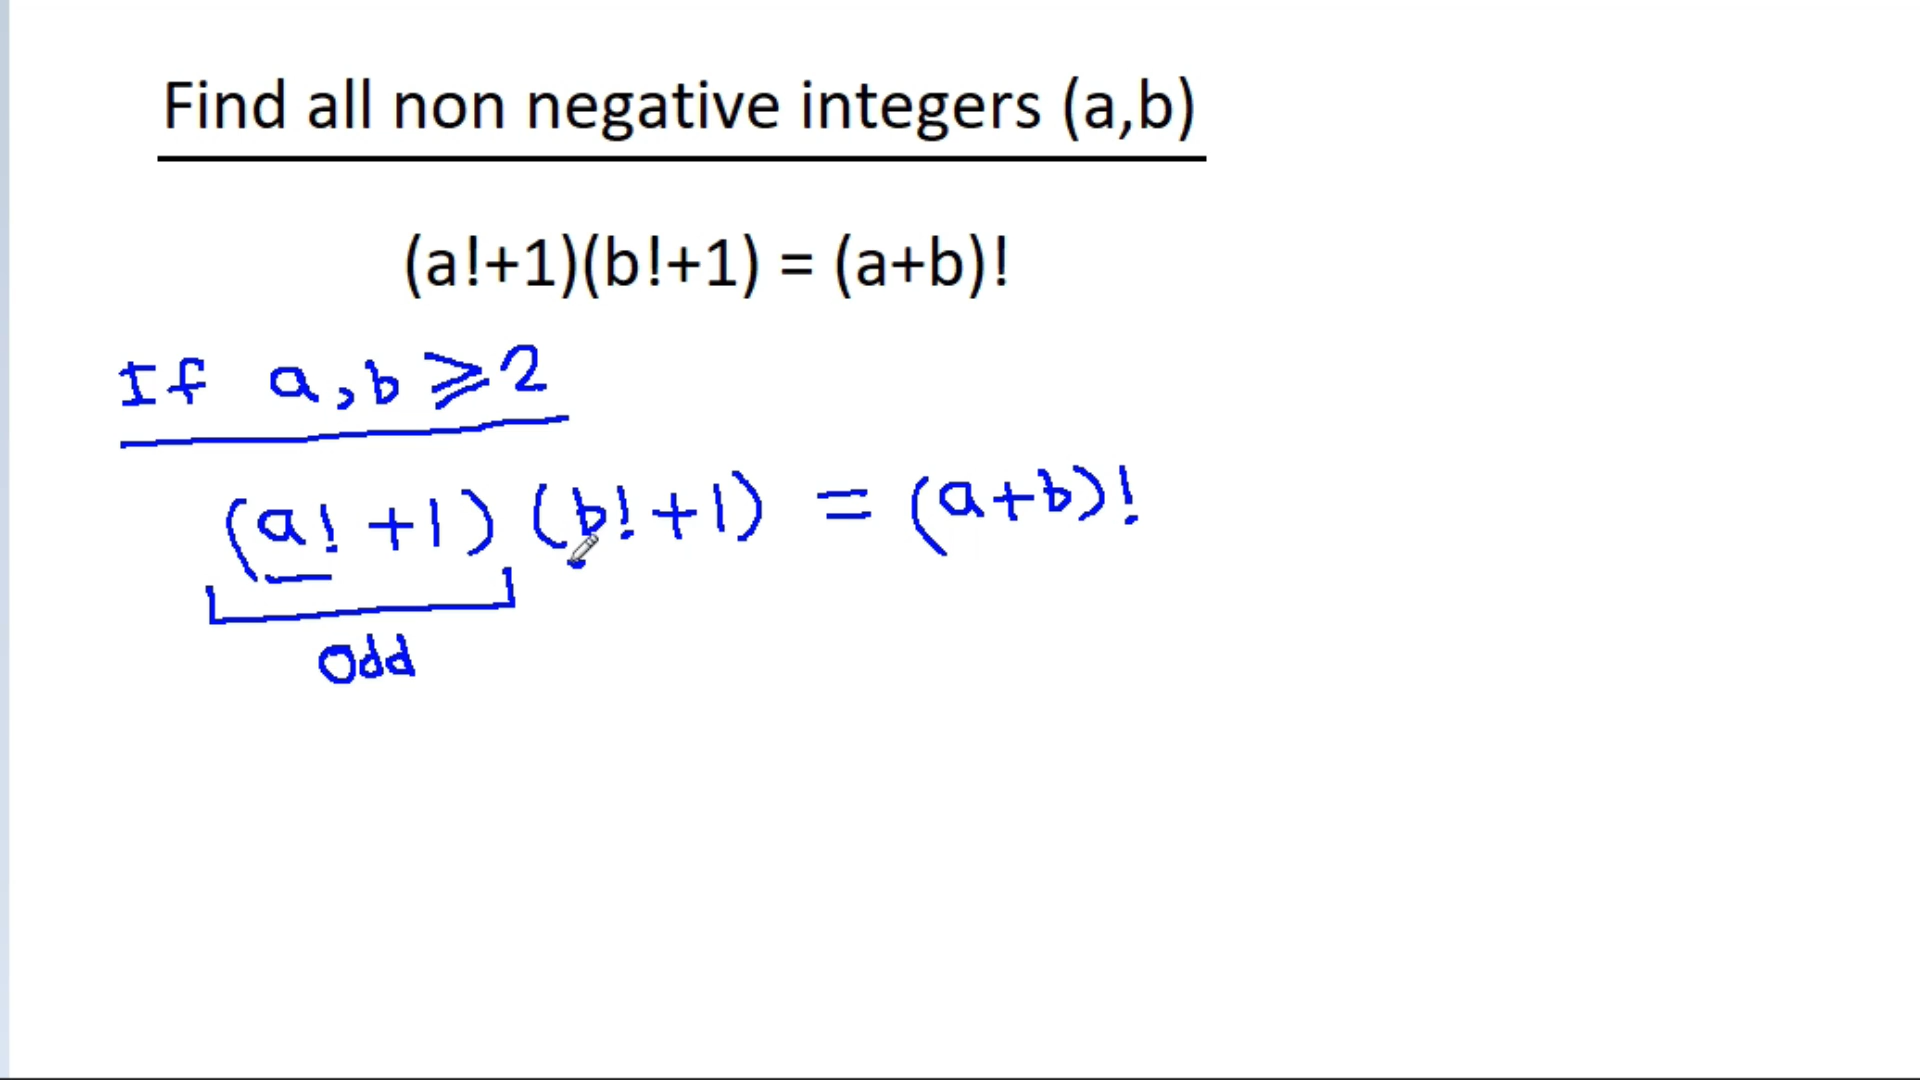 Find all non negative integers (a,b)
(a!+1)(b!+1) = (a+b)!
If a,b ⩾2
(a! +1) (b! +1) = (a+b)!
Odd